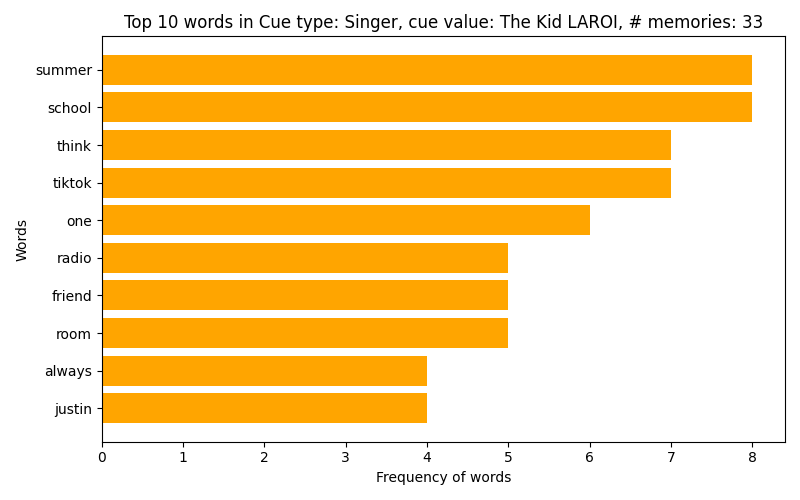 Top 10 words in Cue type: Singer, cue value: The Kid LAROI, # memories: 33
summer
school
think
tiktok
one
radio
friend
room
always
justin
Words
0 1 2 3 4 5 6 7 8
Frequency of words